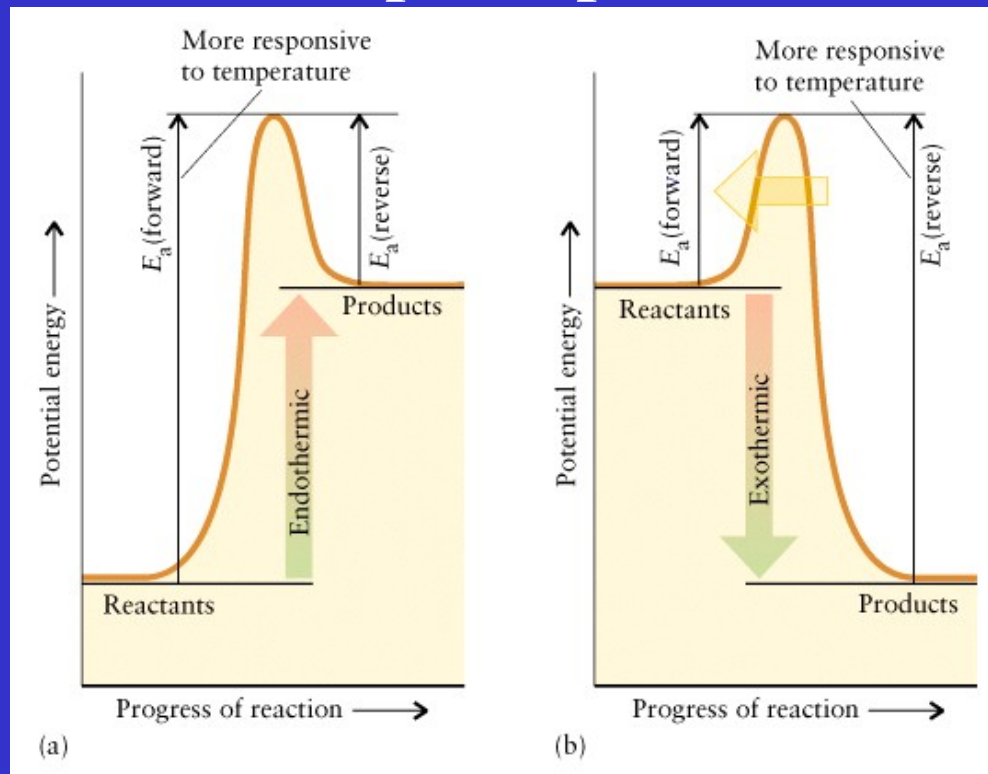 More responsive
to temperature
Eₐ(forward)
Eₐ(reverse)
Potential energy
Products
Endothermic
Reactants
Progress of reaction
(a)
More responsive
to temperature
Eₐ(forward)
Eₐ(reverse)
Potential energy
Reactants
Exothermic
Products
Progress of reaction
(b)